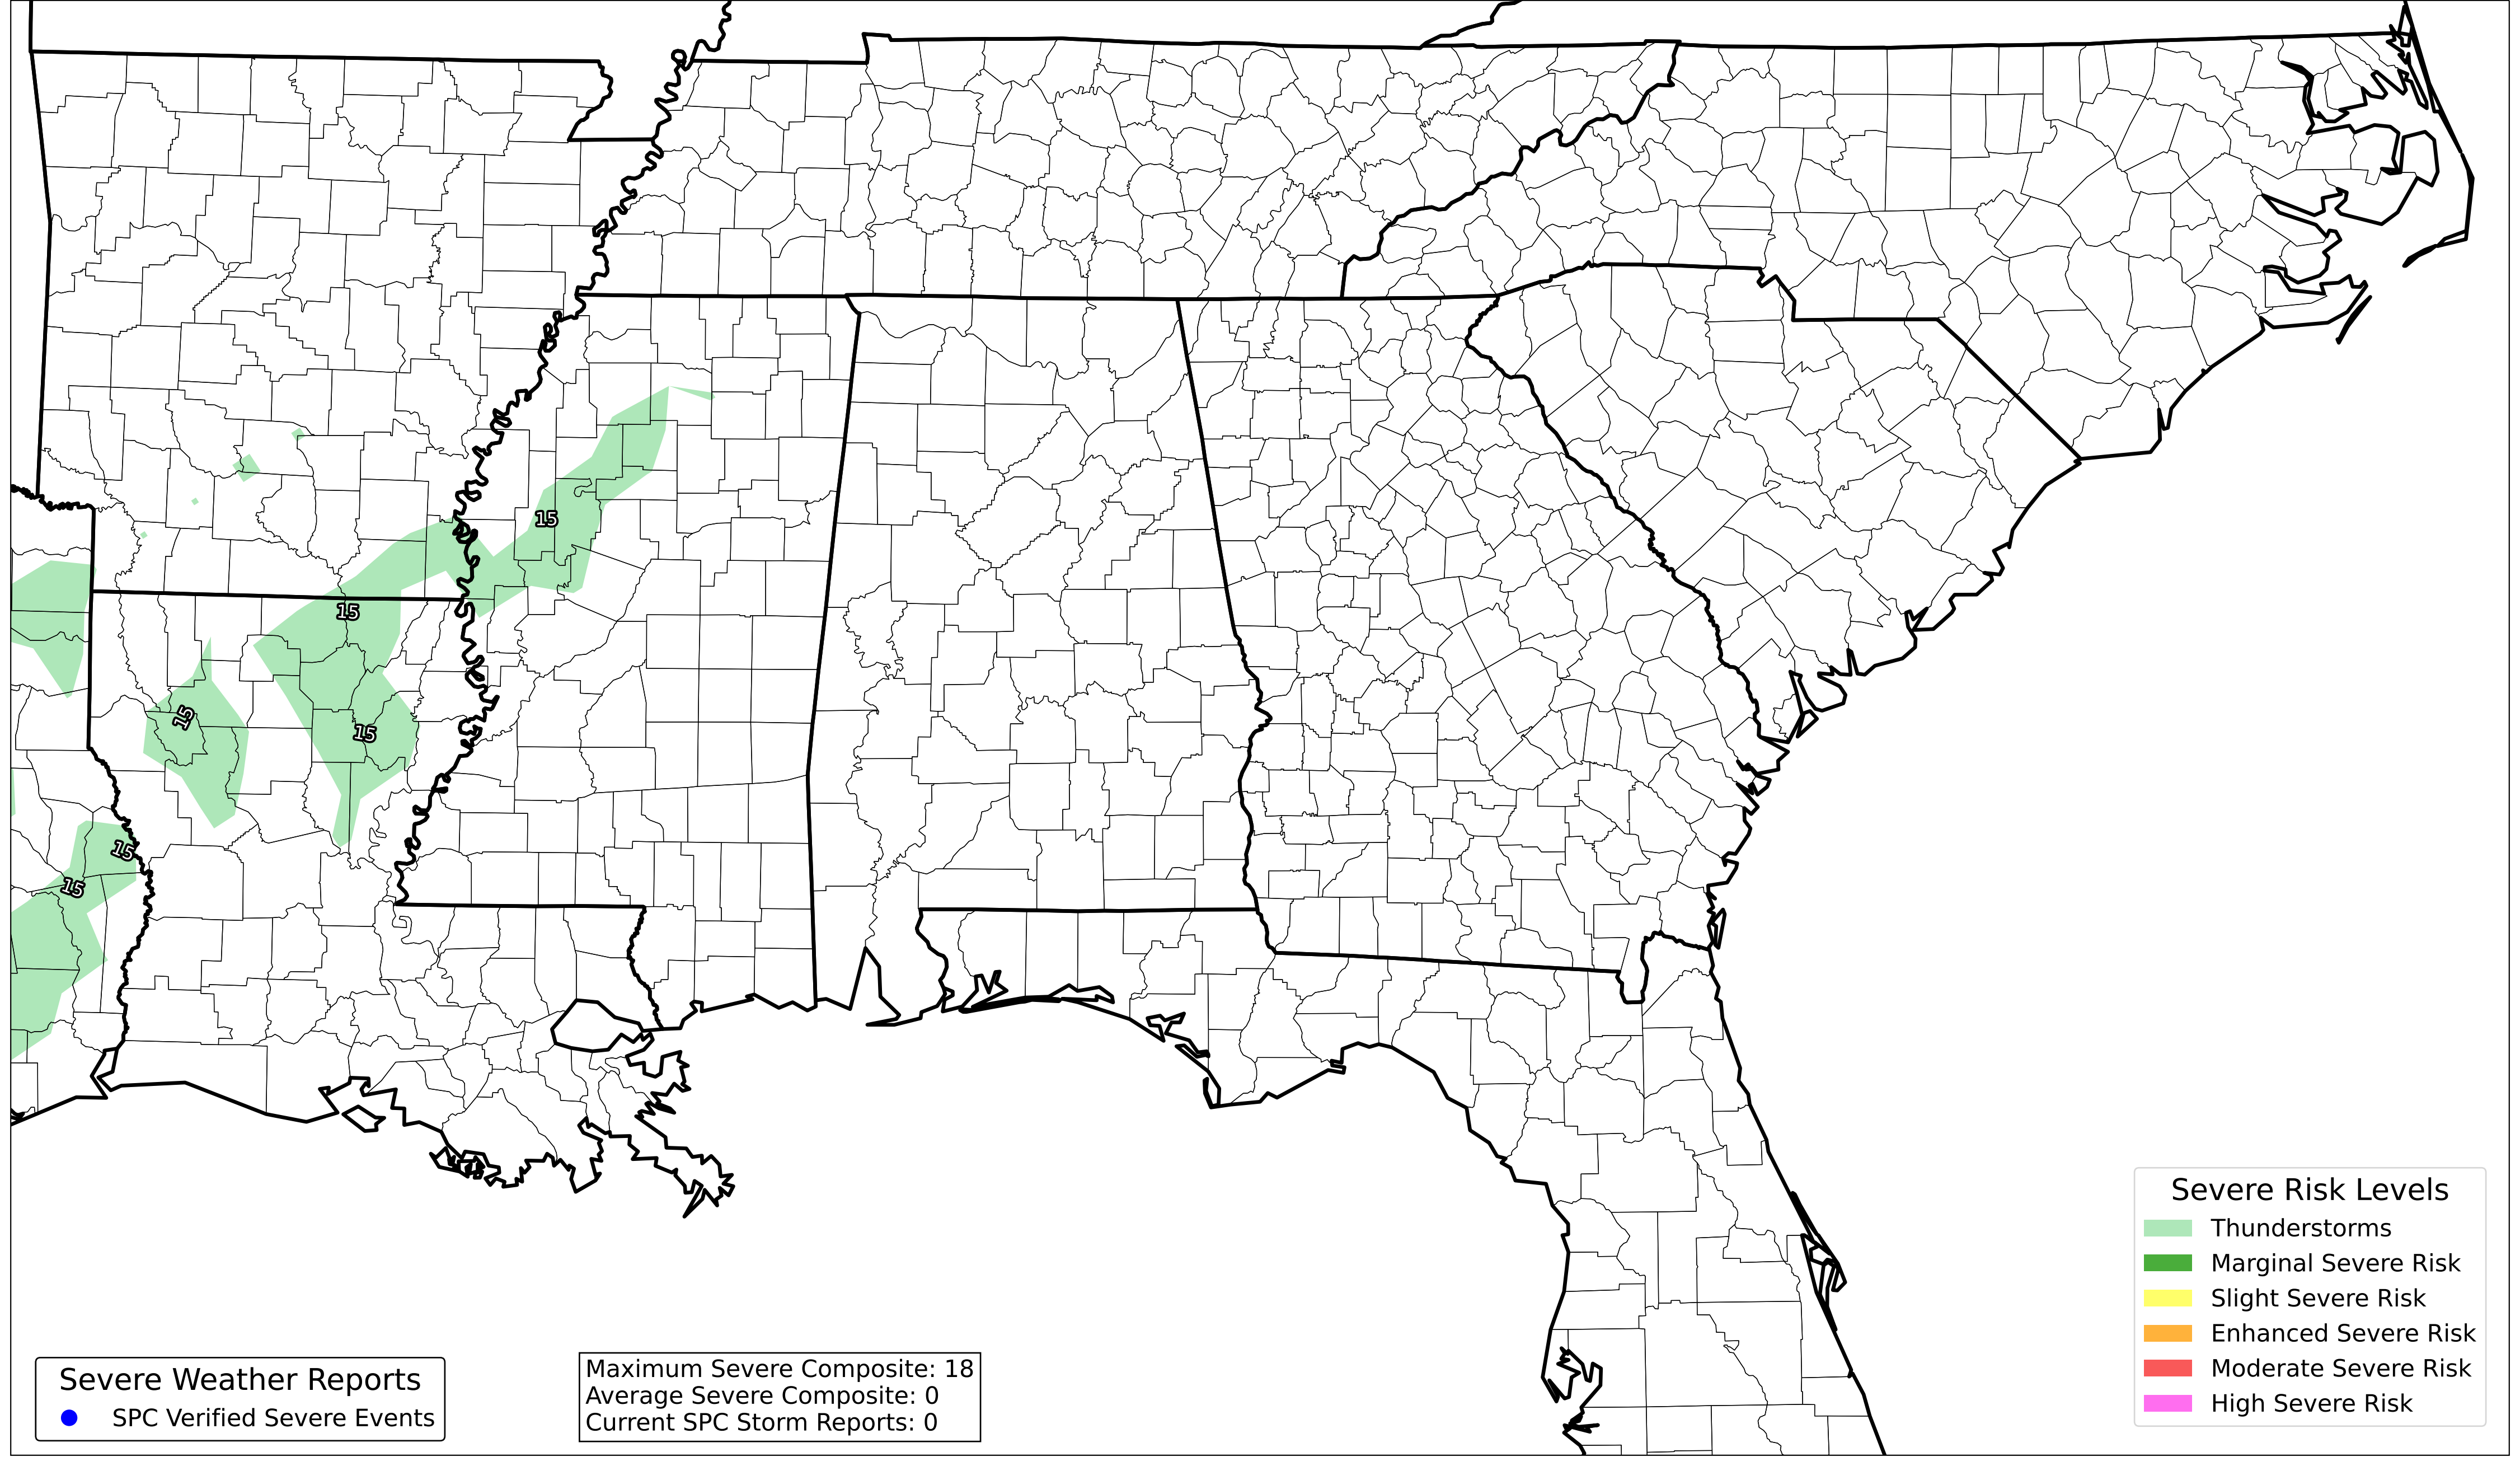 15
15
15
15
15
15
Severe Risk Levels
Thunderstorms
Marginal Severe Risk
Slight Severe Risk
Enhanced Severe Risk
Moderate Severe Risk
High Severe Risk
Severe Weather Reports
SPC Verified Severe Events
Maximum Severe Composite: 18
Average Severe Composite: 0
Current SPC Storm Reports: 0